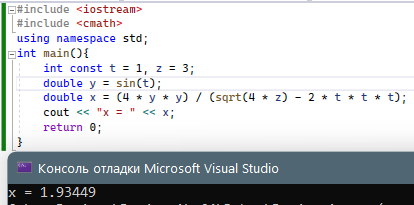 #include <iostream>
#include <cmath>
using namespace std;
int main(){
int const t = 1, z = 3;
double y = sin(t);
double x = (4 * y * y) / (sqrt(4 * z) - 2 * t * t * t);
cout << "x = " << x;
return 0;
}
Консоль отладки Microsoft Visual Studio
x = 1.93449